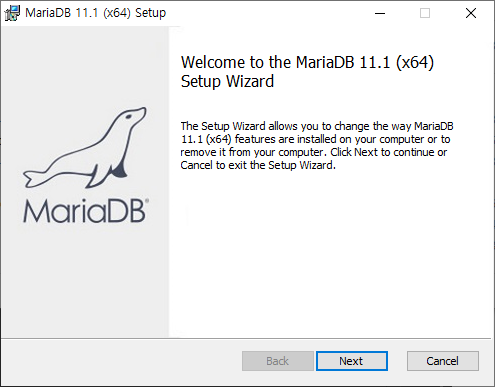 MariaDB 11.1 (x64) Setup
Welcome to the MariaDB 11.1 (x64)
Setup Wizard
The Setup Wizard allows you to change the way MariaDB
11.1 (x64) features are installed on your computer or to
remove it from your computer. Click Next to continue or
Cancel to exit the Setup Wizard.
MariaDB®
Back Next Cancel